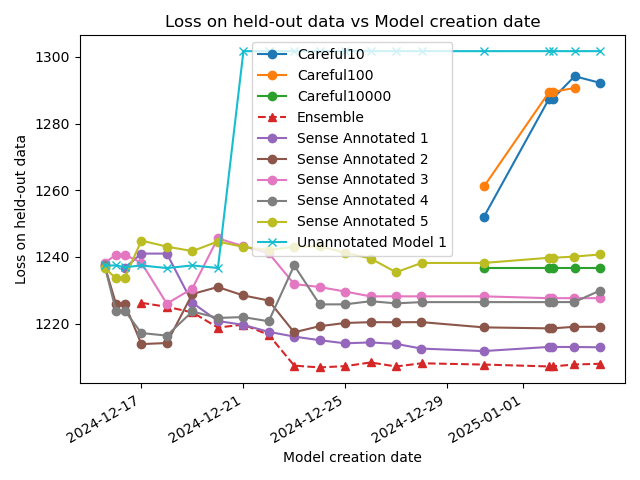 Loss on held-out data vs Model creation date
Loss on held-out data
1300
1280
1260
1240
1220
Careful10
Careful100
Careful10000
Ensemble
Sense Annotated 1
Sense Annotated 2
Sense Annotated 3
Sense Annotated 4
Sense Annotated 5
Unannotated Model 1
2024-12-17
2024-12-21
2024-12-25
2024-12-29
2025-01-01
Model creation date